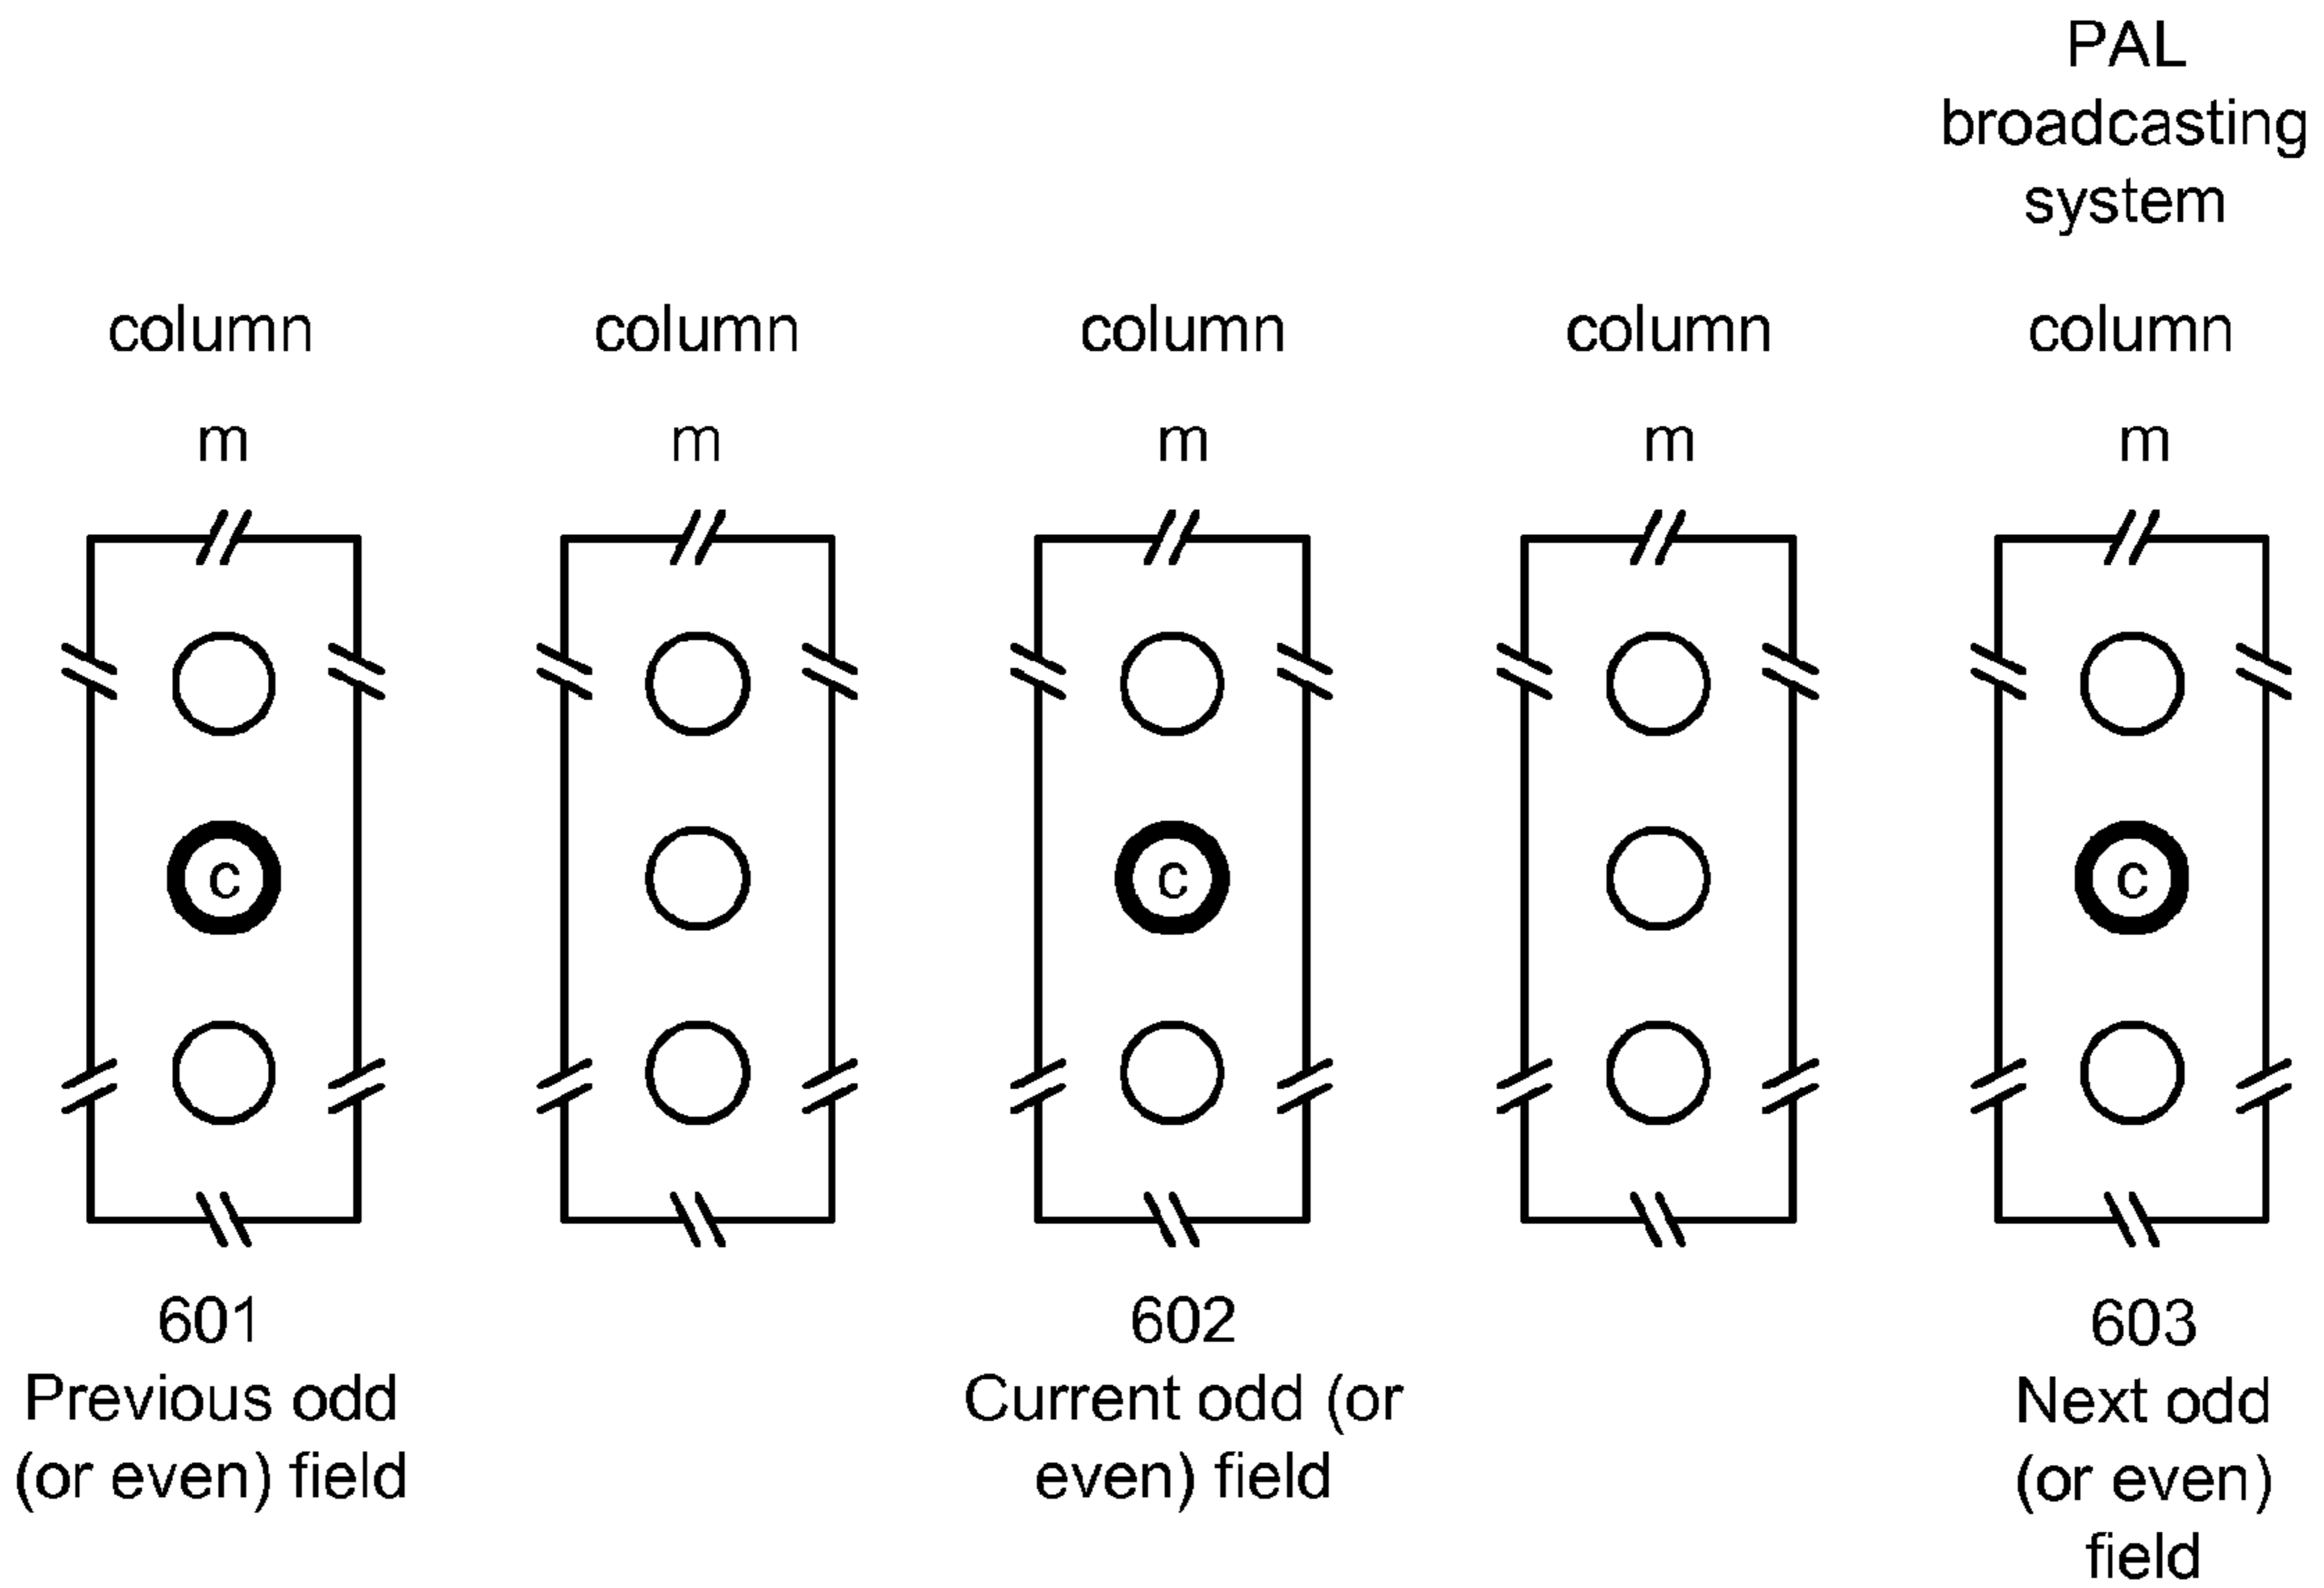 PAL
broadcasting
system
column column column column column
m m m m m
c c c
601 602 603
Previous odd Current odd (or Next odd
(or even) field even) field (or even)
field